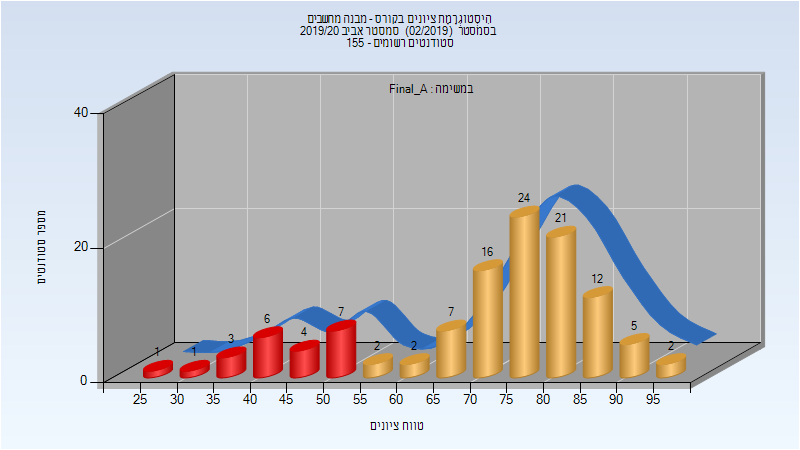 היסטוגרמת ציונים בקורס - מבנה מחשבים
בסמסטר (02/2019) סמסטר אביב 2019/20
סטודנטים רשומים - 155
במשימה : Final_A
מספר סטודנטים
40
20
0
1
1
3
6
4
7
2
2
7
16
24
21
12
5
2
25 30 35 40 45 50 55 60 65 70 75 80 85 90 95
טווח ציונים